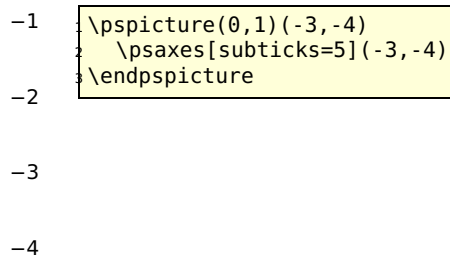 −1
1 \pspicture(0,1)(-3,-4)
2 \psaxes[subticks=5](-3,-4)
3 \endpspicture
−2
−3
−4